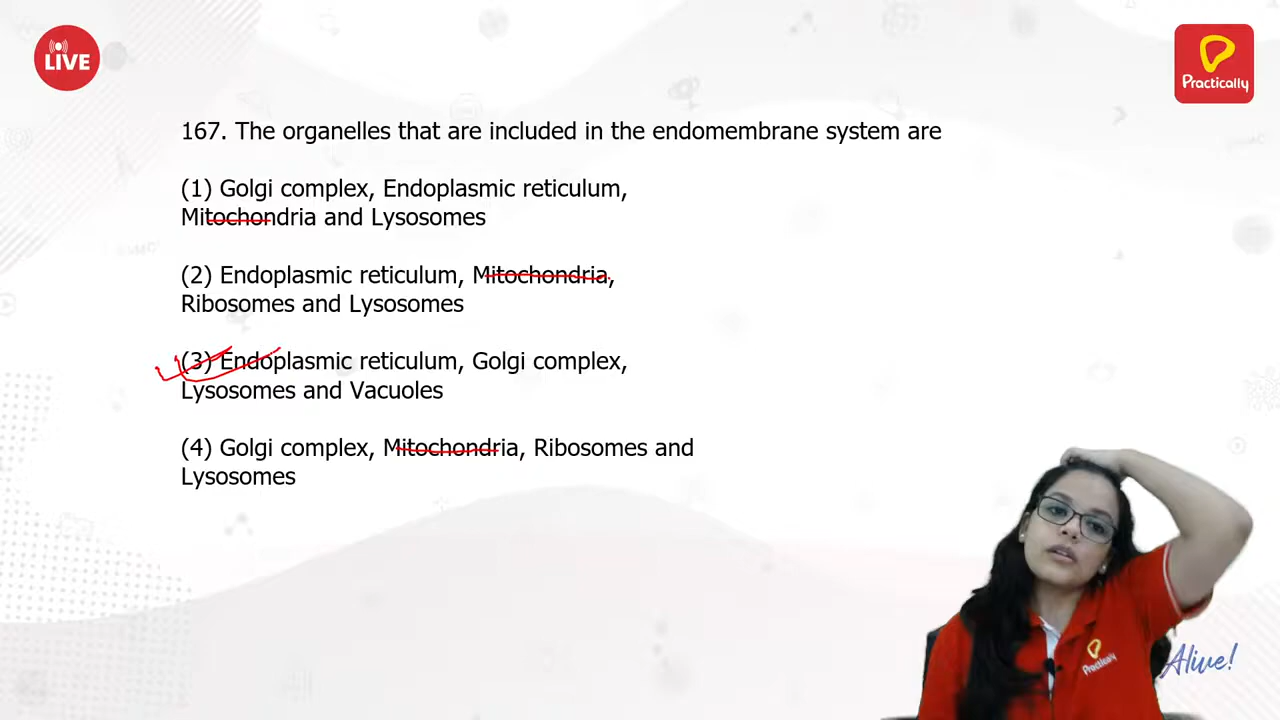 LIVE
Practically
167. The organelles that are included in the endomembrane system are
(1) Golgi complex, Endoplasmic reticulum,
Mitochondria and Lysosomes
(2) Endoplasmic reticulum, Mitochondria,
Ribosomes and Lysosomes
(3) Endoplasmic reticulum, Golgi complex,
Lysosomes and Vacuoles
(4) Golgi complex, Mitochondria, Ribosomes and
Lysosomes
Practically
Alive!